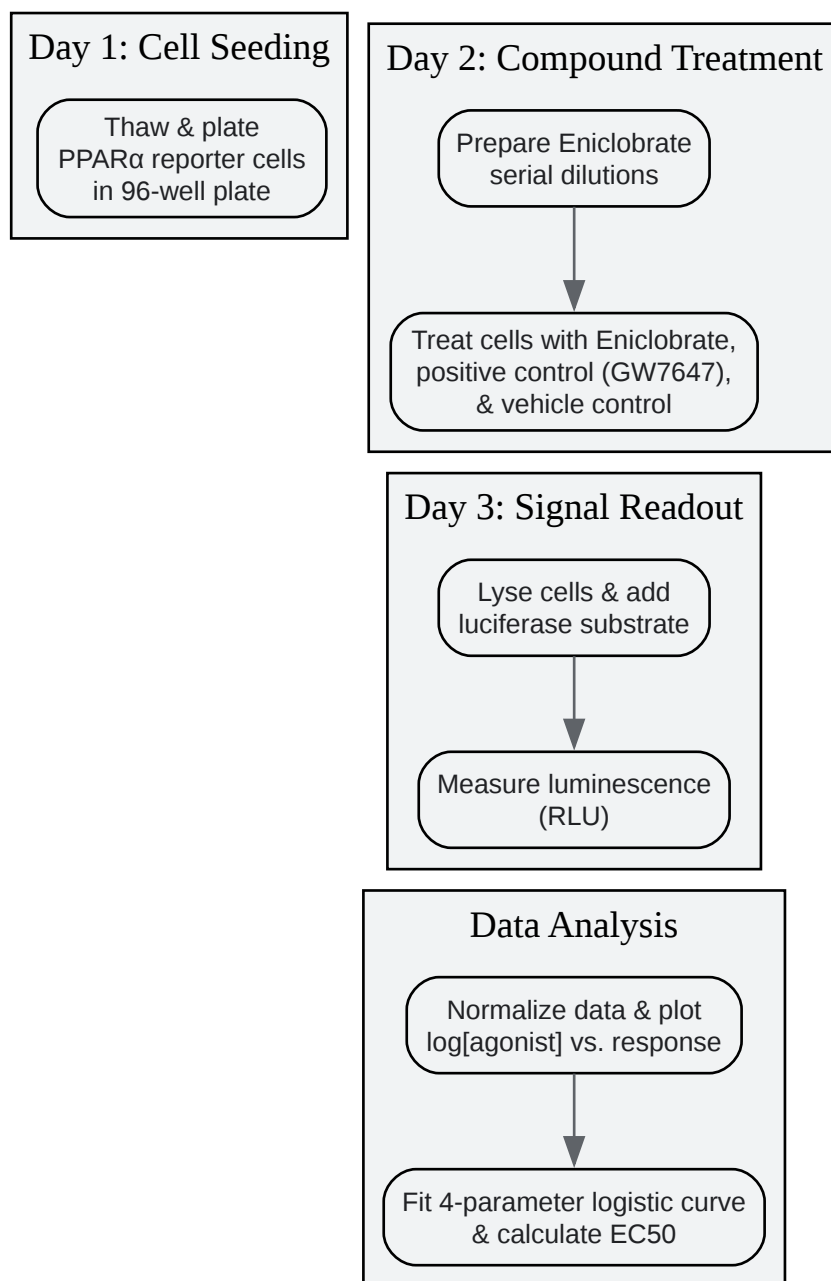 Day 1: Cell Seeding
Thaw & plate
PPARα reporter cells
in 96-well plate
Day 2: Compound Treatment
Prepare Eniclobrate
serial dilutions
Treat cells with Eniclobrate,
positive control (GW7647),
& vehicle control
Day 3: Signal Readout
Lyse cells & add
luciferase substrate
Measure luminescence
(RLU)
Data Analysis
Normalize data & plot
log[agonist] vs. response
Fit 4-parameter logistic curve
& calculate EC50